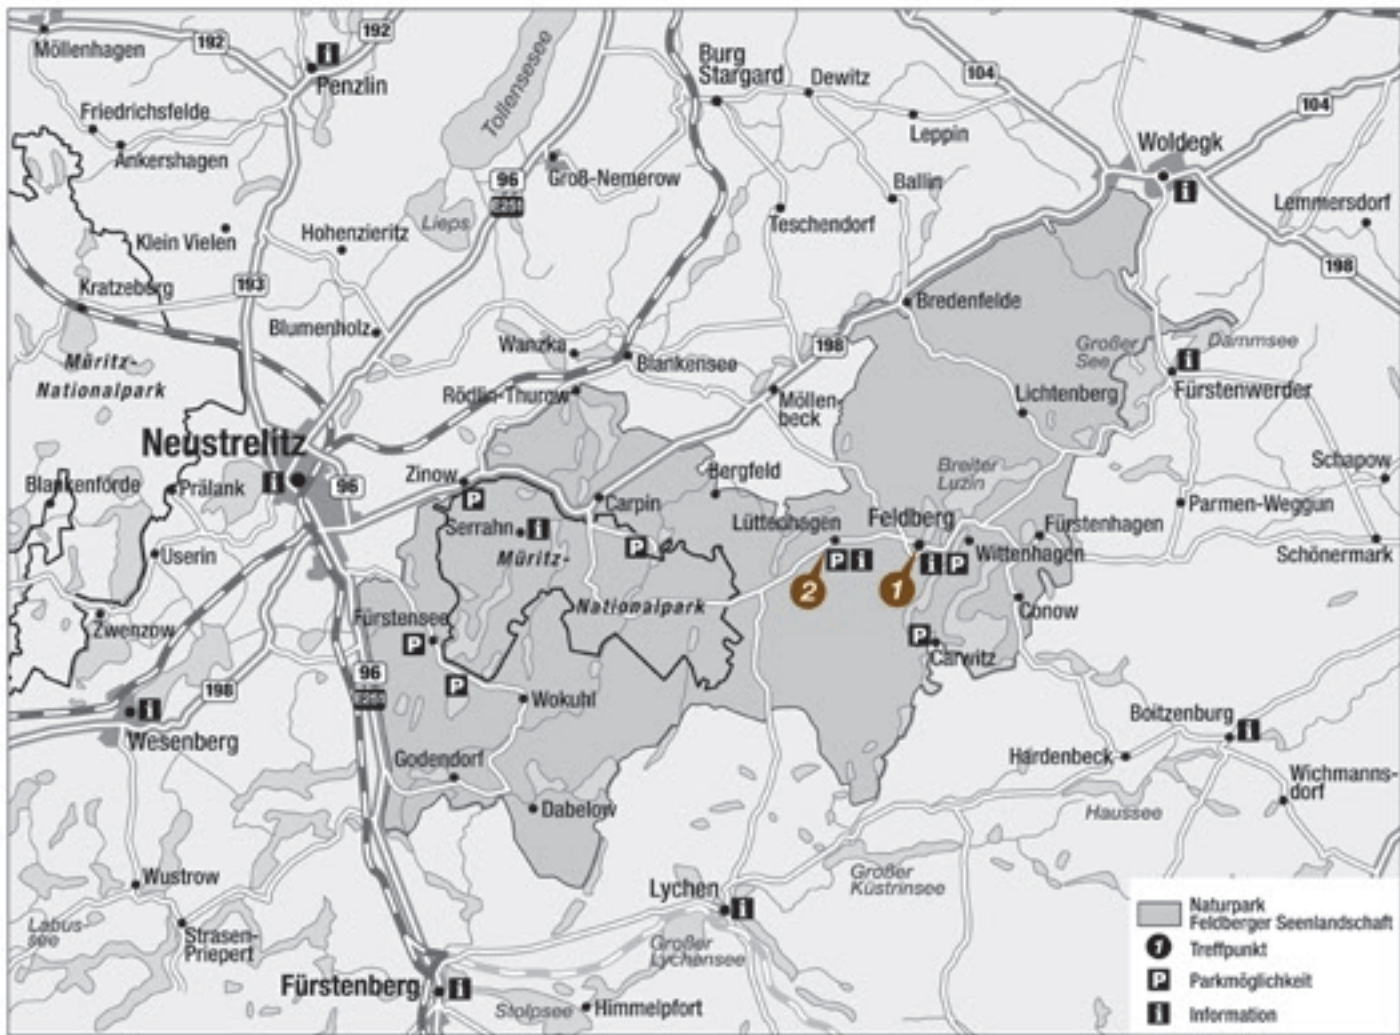 Möllenhagen
192
192
Penzlin
Friedrichsfelde
Ankershagen
Tollensesee
Burg
Stargard
Dewitz
Leppin
104
104
Woldegk
96
Groß-Nemerow
Ballin
Lemmersdorf
Lieps
Klein Vielen
Hohenzieritz
Teschendorf
198
Kratzeburg
193
Bredenfelde
Blumenholz
Wanzka
Blankensee
198
Großer
See
Dammsee
Müritz-
Nationalpark
Rödlin-Thurow
Möllen-
beck
Lichtenberg
Fürstenwerder
Neustrelitz
Zinow
P
Bergfeld
Breiter
Luzin
Schapow
Blankenförde
Prälank
96
Carpin
Parmen-Weggun
Serrahn
Müritz-
P
Lüttenhagen
Feldberg
Fürstenhagen
Userin
P
P
Wittenhagen
Schönermark
2
1
Zwenzow
Fürstensee
Nationalpark
Conow
P
P
Carwitz
96
198
P
Wokuhl
Wesenberg
Boitzenburg
Godendorf
Hardenbeck
Wichmanns-
dorf
Dabelow
Haussee
Wustrow
Großer
Küstrinsee
Lychen
Labus-
see
Strasen-
Priepert
Großer
Lychensee
Fürstenberg
Stolpsee
Himmelpfort
Naturpark
Feldberger Seenlandschaft
1 Treffpunkt
P Parkmöglichkeit
i Information